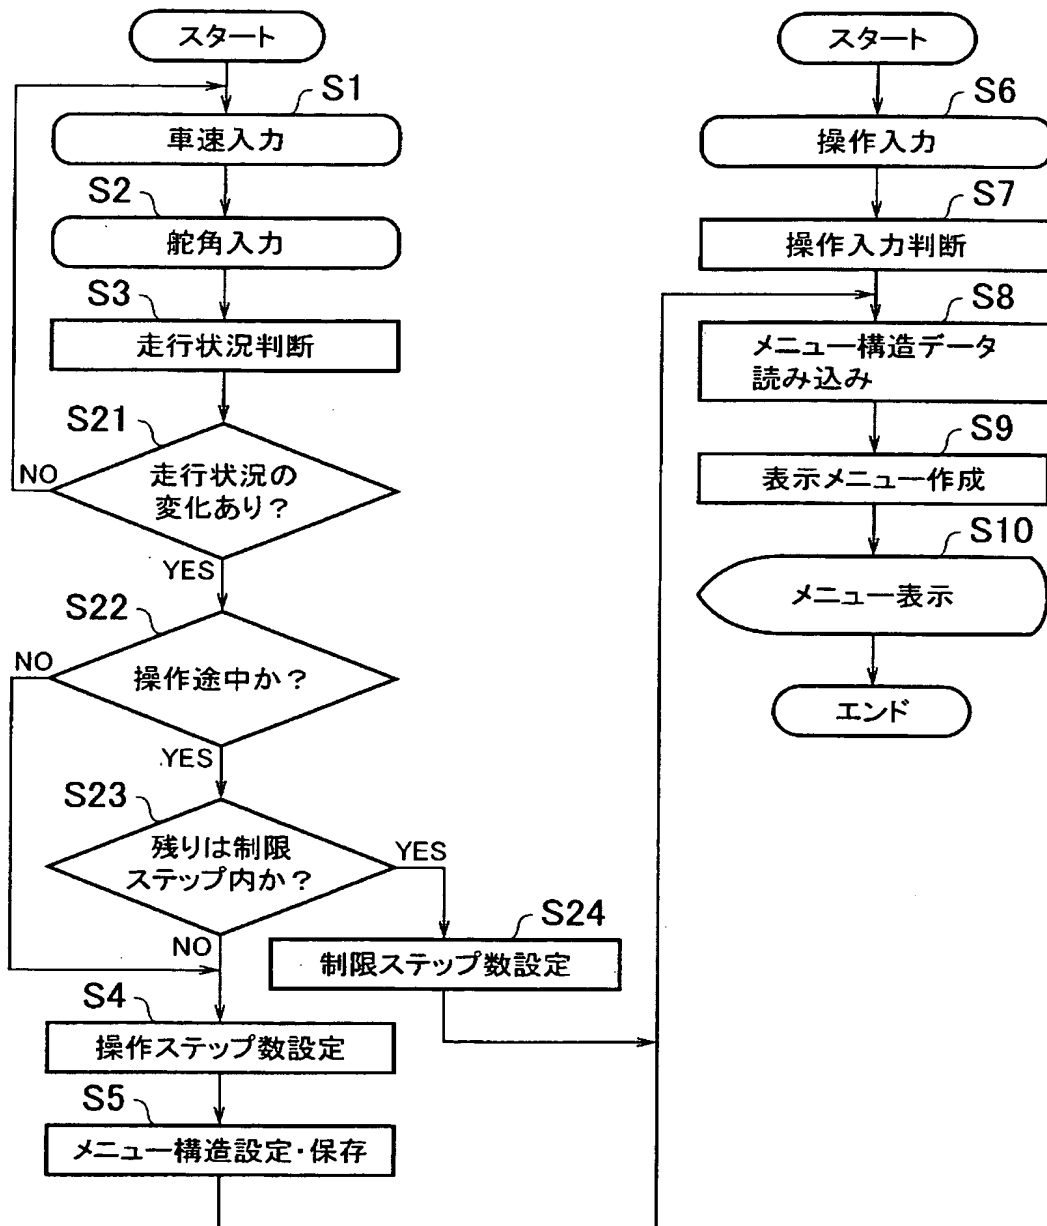 スタート
S1
車速入力
S2
舵角入力
S3
走行状況判断
S21
NO
走行状況の
変化あり？
YES
S22
NO
操作途中か？
YES
S23
残りは制限
ステップ内か？
YES
NO
S24
制限ステップ数設定
S4
操作ステップ数設定
S5
メニュー構造設定・保存
スタート
S6
操作入力
S7
操作入力判断
S8
メニュー構造データ
読み込み
S9
表示メニュー作成
S10
メニュー表示
エンド